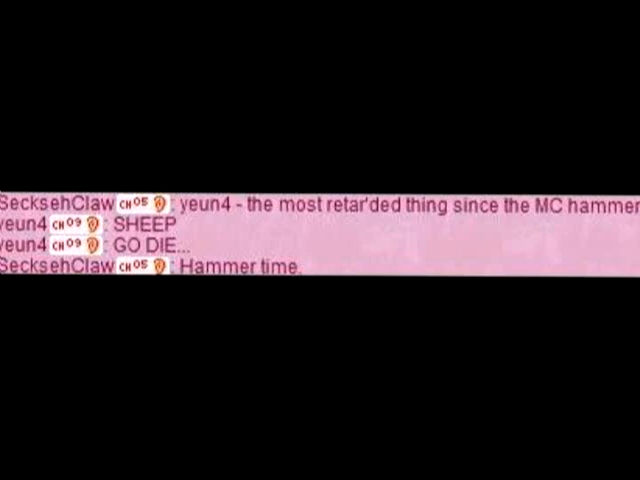 SecksehClaw CH05: yeun4 - the most retar'ded thing since the MC hammer
yeun4 CH09: SHEEP
yeun4 CH09: GO DIE...
SecksehClaw CH05: Hammer time.